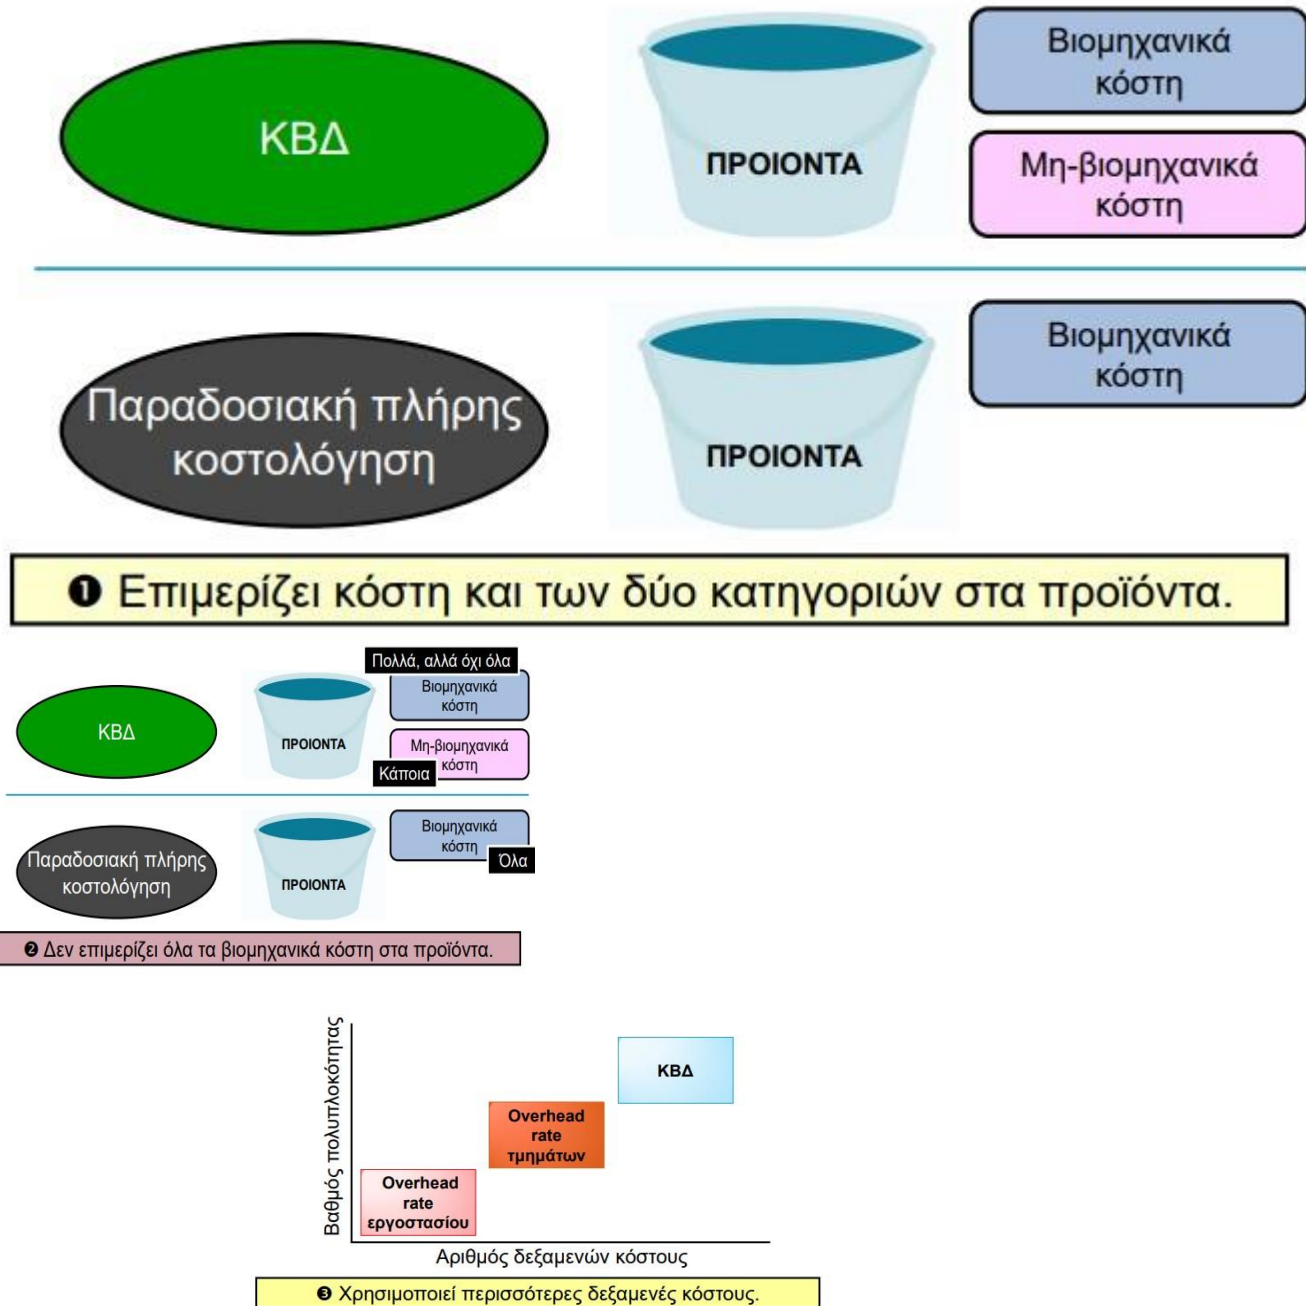 ΚΒΔ
ΠΡΟΙΟΝΤΑ
Βιομηχανικά
κόστη
Μη-βιομηχανικά
κόστη
Παραδοσιακή πλήρης
κοστολόγηση
ΠΡΟΙΟΝΤΑ
Βιομηχανικά
κόστη
❶ Επιμερίζει κόστη και των δύο κατηγοριών στα προϊόντα.
ΚΒΔ
ΠΡΟΙΟΝΤΑ
Πολλά, αλλά όχι όλα
Βιομηχανικά
κόστη
Μη-βιομηχανικά
κόστη
Κάποια
Παραδοσιακή πλήρης
κοστολόγηση
ΠΡΟΙΟΝΤΑ
Βιομηχανικά
κόστη
Όλα
❷ Δεν επιμερίζει όλα τα βιομηχανικά κόστη στα προϊόντα.
Βαθμός πολυπλοκότητας
ΚΒΔ
Overhead
rate
τμημάτων
Overhead
rate
εργοστασίου
Αριθμός δεξαμενών κόστους
❸ Χρησιμοποιεί περισσότερες δεξαμενές κόστους.